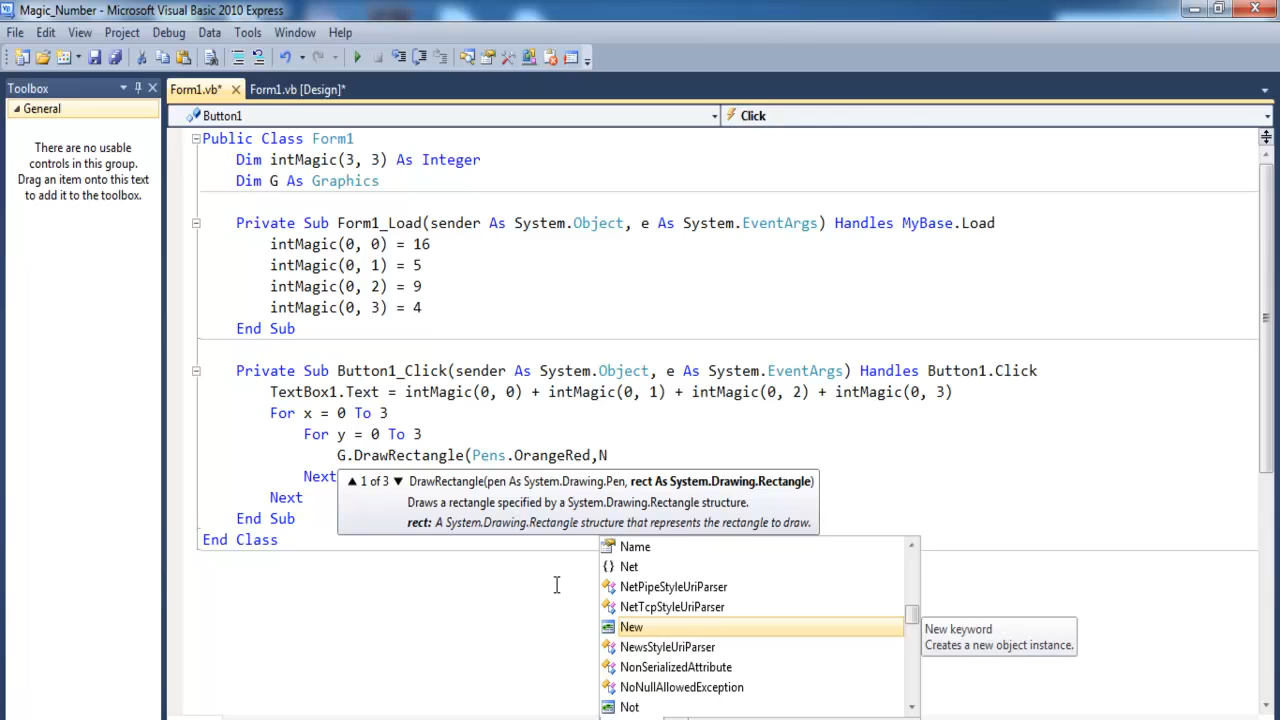 Magic_Number - Microsoft Visual Basic 2010 Express
File Edit View Project Debug Data Tools Window Help
Toolbox
General
There are no usable
controls in this group.
Drag an item onto this text
to add it to the toolbox.
Form1.vb* Form1.vb [Design]*
Button1 Click
Public Class Form1
Dim intMagic(3, 3) As Integer
Dim G As Graphics
Private Sub Form1_Load(sender As System.Object, e As System.EventArgs) Handles MyBase.Load
intMagic(0, 0) = 16
intMagic(0, 1) = 5
intMagic(0, 2) = 9
intMagic(0, 3) = 4
End Sub
Private Sub Button1_Click(sender As System.Object, e As System.EventArgs) Handles Button1.Click
TextBox1.Text = intMagic(0, 0) + intMagic(0, 1) + intMagic(0, 2) + intMagic(0, 3)
For x = 0 To 3
For y = 0 To 3
G.DrawRectangle(Pens.OrangeRed,N
Next
Next
End Sub
End Class
1 of 3 DrawRectangle(pen As System.Drawing.Pen, rect As System.Drawing.Rectangle)
Draws a rectangle specified by a System.Drawing.Rectangle structure.
rect: A System.Drawing.Rectangle structure that represents the rectangle to draw.
Name
{} Net
NetPipeStyleUriParser
NetTcpStyleUriParser
New
NewsStyleUriParser
NonSerializedAttribute
NoNullAllowedException
Not
New keyword
Creates a new object instance.